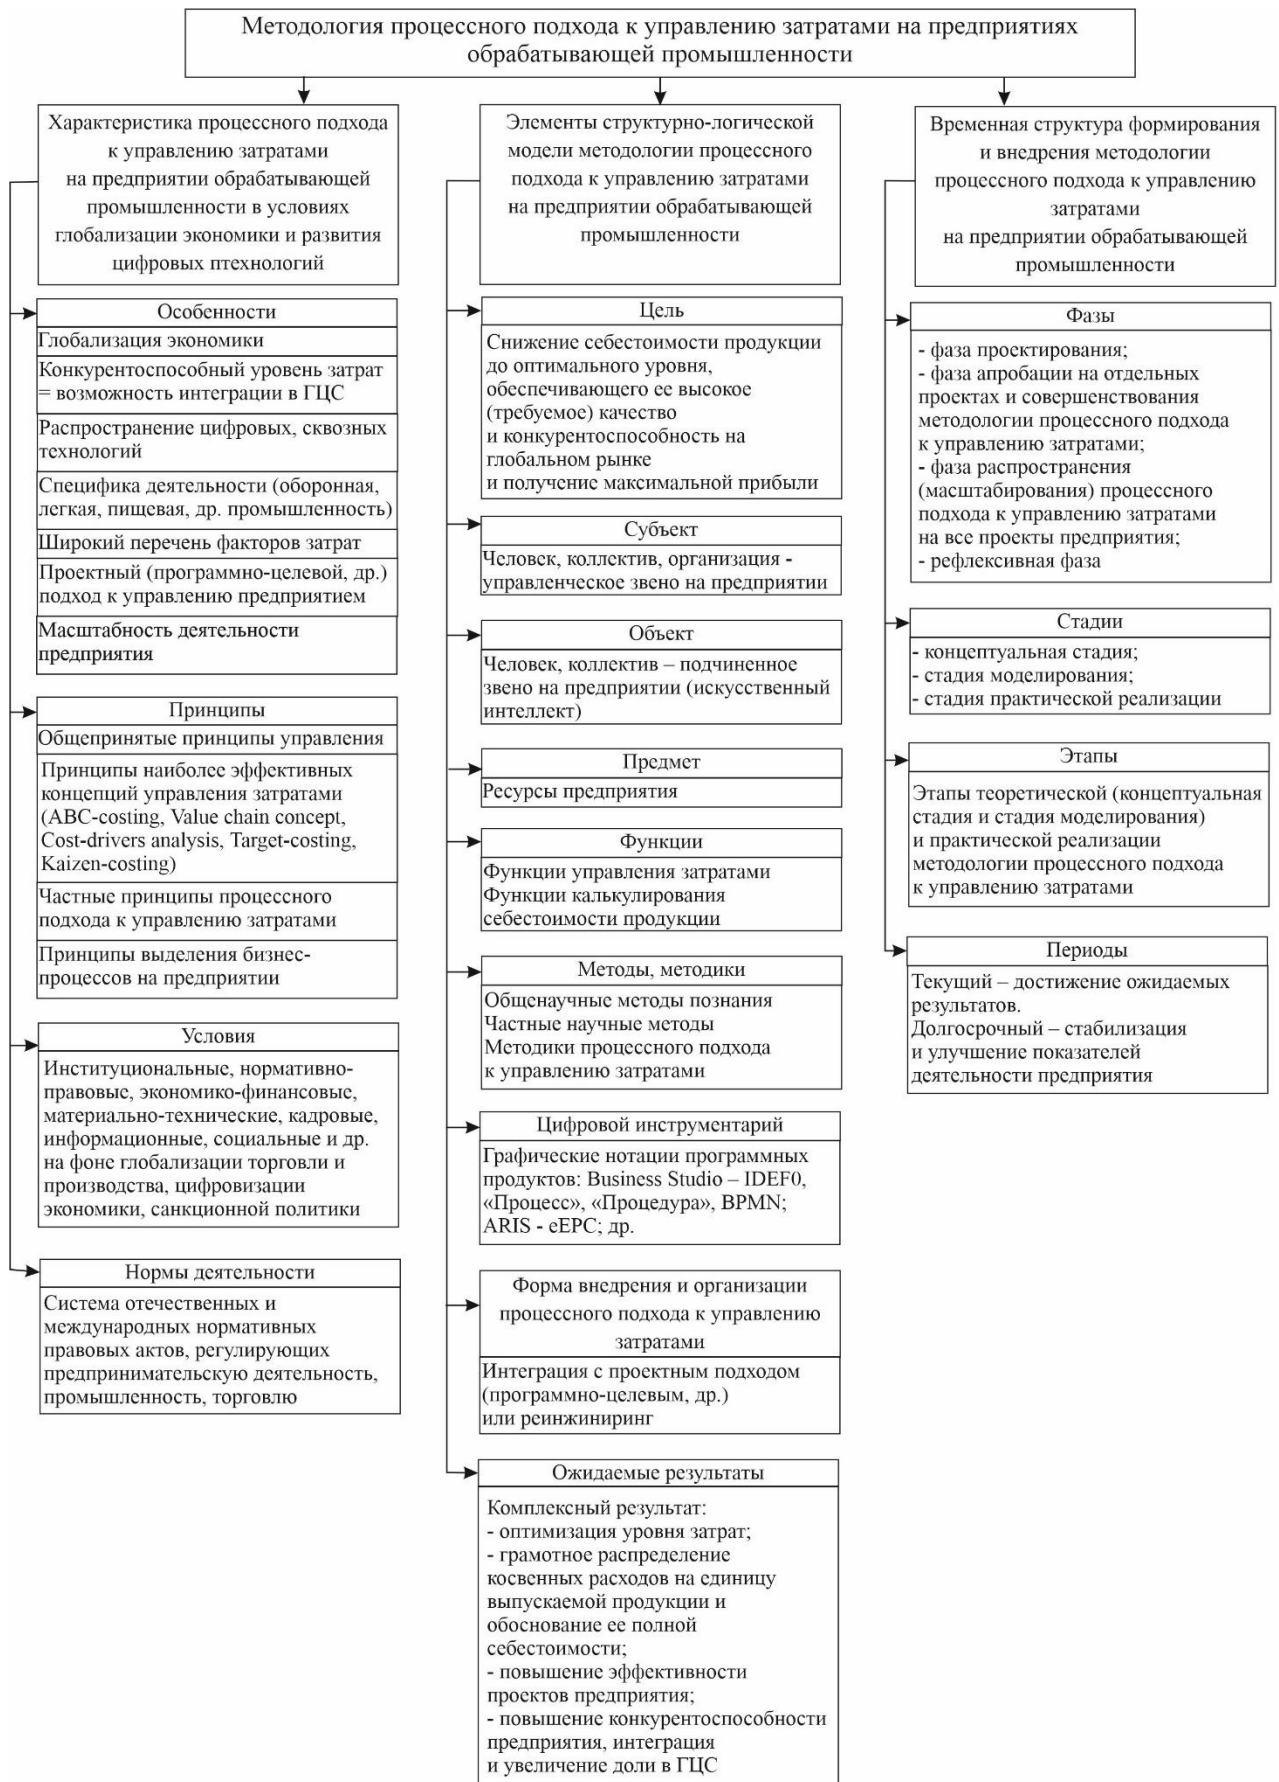 Методология процессного подхода к управлению затратами на предприятиях
обрабатывающей промышленности
Характеристика процессного подхода
к управлению затратами
на предприятии обрабатывающей
промышленности в условиях
глобализации экономики и развития
цифровых птехнологий
Особенности
Глобализация экономики
Конкурентоспособный уровень затрат
= возможность интеграции в ГЦС
Распространение цифровых, сквозных
технологий
Специфика деятельности (оборонная,
легкая, пищевая, др. промышленность)
Широкий перечень факторов затрат
Проектный (программно-целевой, др.)
подход к управлению предприятием
Масштабность деятельности
предприятия
Принципы
Общепринятые принципы управления
Принципы наиболее эффективных
концепций управления затратами
(ABC-costing, Value chain concept,
Cost-drivers analysis, Target-costing,
Kaizen-costing)
Частные принципы процессного
подхода к управлению затратами
Принципы выделения бизнес-
процессов на предприятии
Условия
Институциональные, нормативно-
правовые, экономико-финансовые,
материально-технические, кадровые,
информационные, социальные и др.
на фоне глобализации торговли и
производства, цифровизации
экономики, санкционной политики
Нормы деятельности
Система отечественных и
международных нормативных
правовых актов, регулирующих
предпринимательскую деятельность,
промышленность, торговлю
Элементы структурно-логической
модели методологии процессного
подхода к управлению затратами
на предприятии обрабатывающей
промышленности
Цель
Снижение себестоимости продукции
до оптимального уровня,
обеспечивающего ее высокое
(требуемое) качество
и конкурентоспособность на
глобальном рынке
и получение максимальной прибыли
Субъект
Человек, коллектив, организация -
управленческое звено на предприятии
Объект
Человек, коллектив – подчиненное
звено на предприятии (искусственный
интеллект)
Предмет
Ресурсы предприятия
Функции
Функции управления затратами
Функции калькулирования
себестоимости продукции
Методы, методики
Общенаучные методы познания
Частные научные методы
Методики процессного подхода
к управлению затратами
Цифровой инструментарий
Графические нотации программных
продуктов: Business Studio – IDEF0,
«Процесс», «Процедура», BPMN;
ARIS - eEPC; др.
Форма внедрения и организации
процессного подхода к управлению
затратами
Интеграция с проектным подходом
(программно-целевым, др.)
или реинжиниринг
Ожидаемые результаты
Комплексный результат:
- оптимизация уровня затрат;
- грамотное распределение
косвенных расходов на единицу
выпускаемой продукции и
обоснование ее полной
себестоимости;
- повышение эффективности
проектов предприятия;
- повышение конкурентоспособности
предприятия, интеграция
и увеличение доли в ГЦС
Временная структура формирования
и внедрения методологии
процессного подхода к управлению
затратами
на предприятии обрабатывающей
промышленности
Фазы
- фаза проектирования;
- фаза апробации на отдельных
проектах и совершенствования
методологии процессного подхода
к управлению затратами;
- фаза распространения
(масштабирования) процессного
подхода к управлению затратами
на все проекты предприятия;
- рефлексивная фаза
Стадии
- концептуальная стадия;
- стадия моделирования;
- стадия практической реализации
Этапы
Этапы теоретической (концептуальная
стадия и стадия моделирования)
и практической реализации
методологии процессного подхода
к управлению затратами
Периоды
Текущий – достижение ожидаемых
результатов.
Долгосрочный – стабилизация
и улучшение показателей
деятельности предприятия